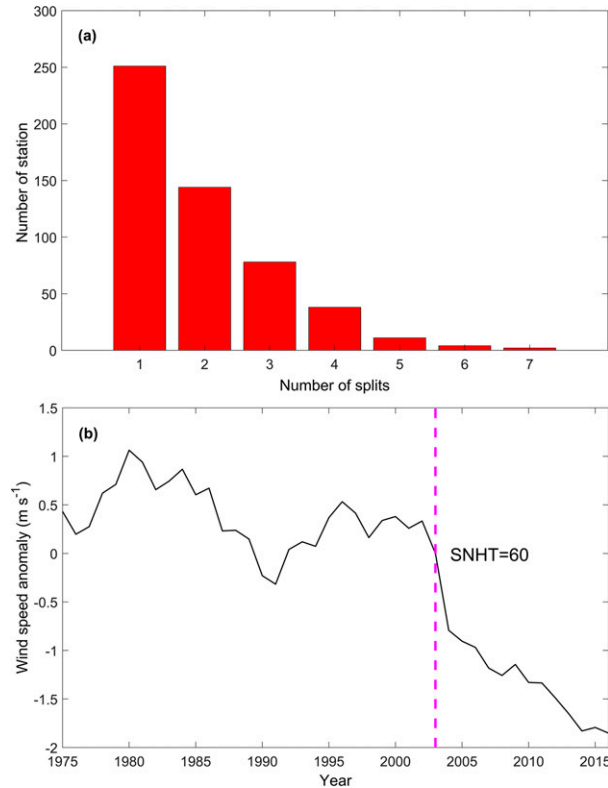 300
(a)
250
200
150
100
50
0
Number of station
1 2 3 4 5 6 7
Number of splits
1.5
(b)
1
0.5
0
-0.5
-1
-1.5
-2
Wind speed anomaly (m s⁻¹)
SNHT=60
1975 1980 1985 1990 1995 2000 2005 2010 2015
Year